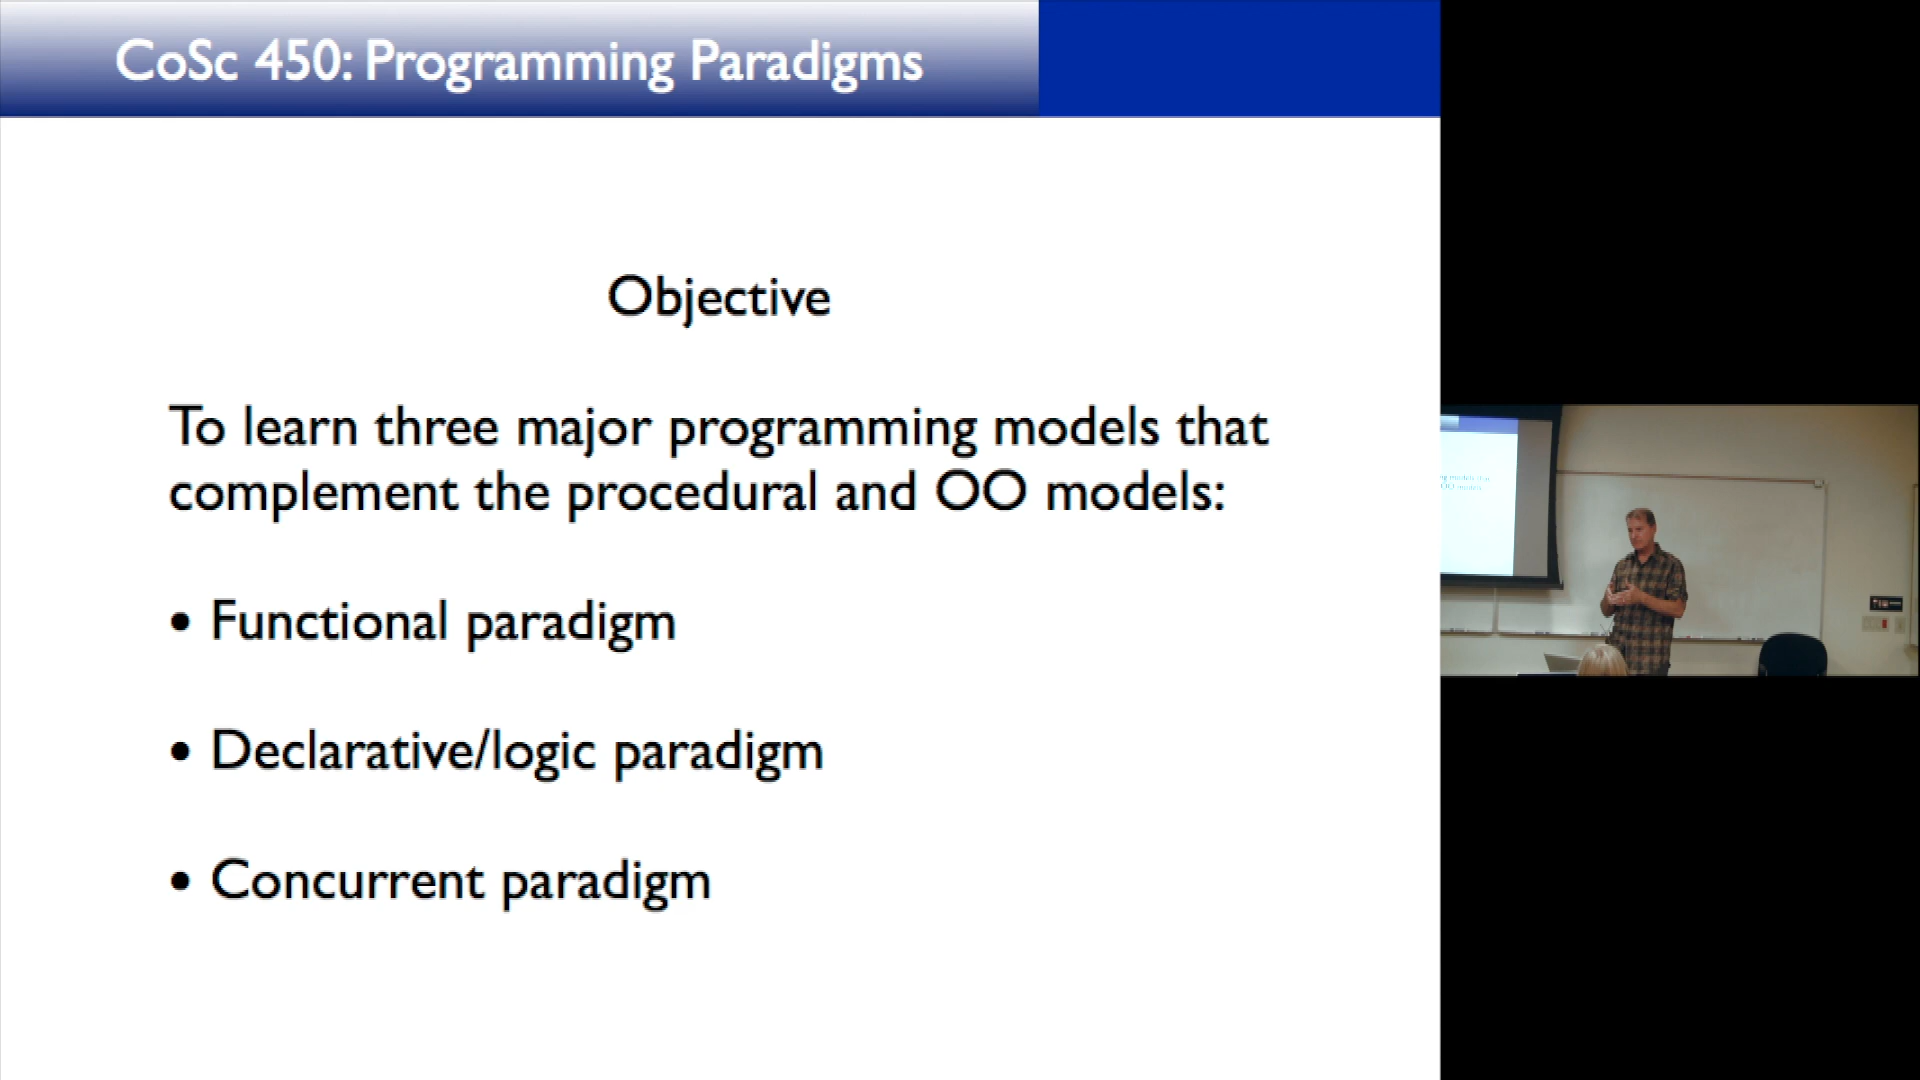 CoSc 450: Programming Paradigms
Objective
To learn three major programming models that
complement the procedural and OO models:
• Functional paradigm
• Declarative/logic paradigm
• Concurrent paradigm